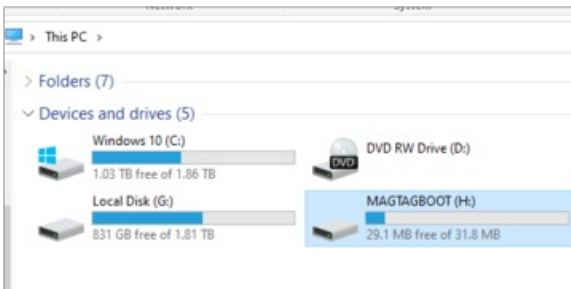 This PC
Folders (7)
Devices and drives (5)
Windows 10 (C:)
1.03 TB free of 1.86 TB
DVD RW Drive (D:)
DVD
Local Disk (G:)
831 GB free of 1.81 TB
MAGTAGBOOT (H:)
29.1 MB free of 31.8 MB